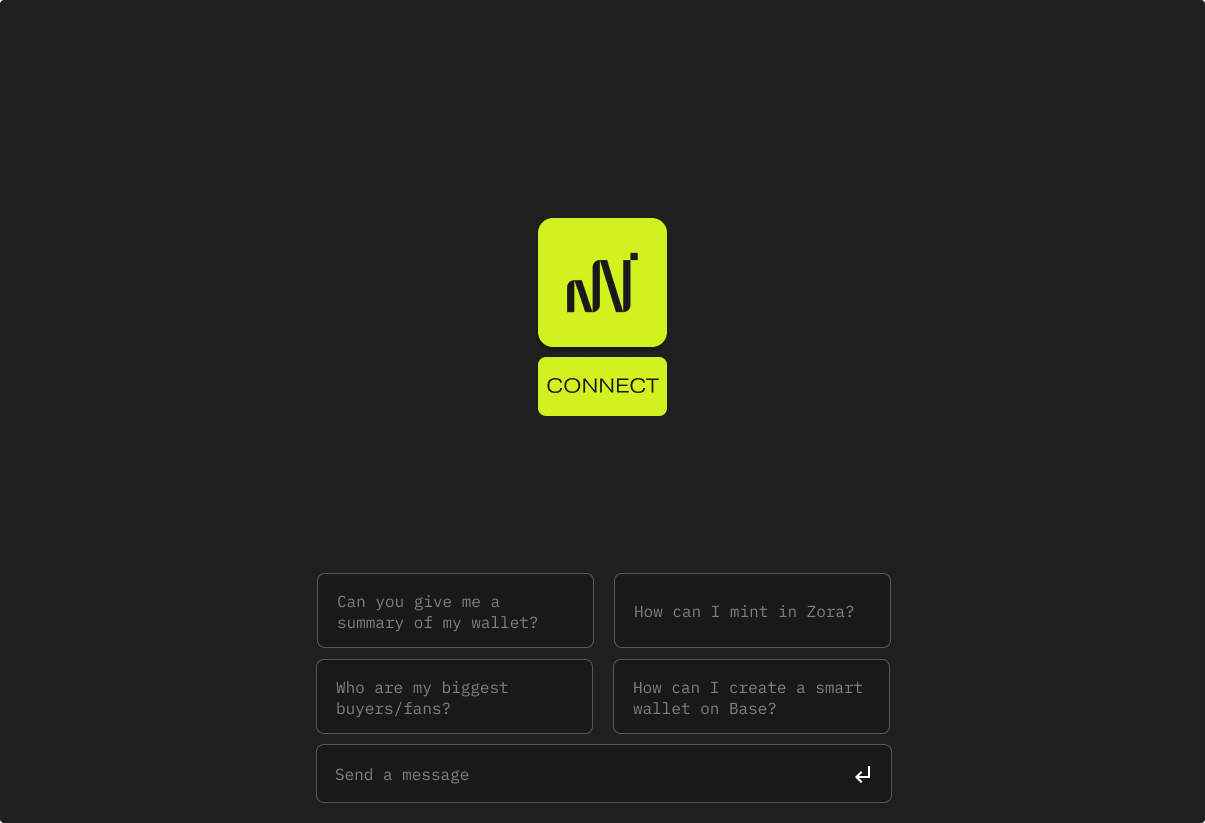 CONNECT
Can you give me a
summary of my wallet?
How can I mint in Zora?
Who are my biggest
buyers/fans?
How can I create a smart
wallet on Base?
Send a message